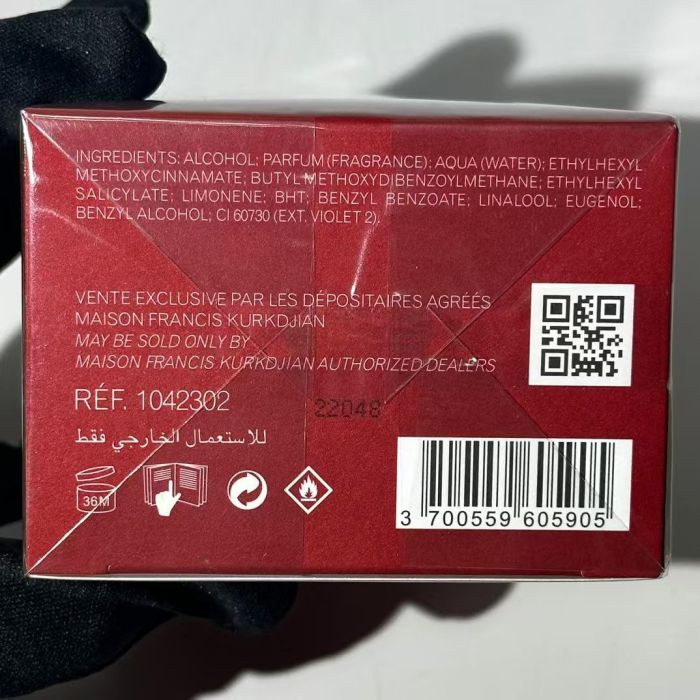 INGREDIENTS: ALCOHOL; PARFUM (FRAGRANCE); AQUA (WATER); ETHYLHEXYL
METHOXYCINNAMATE; BUTYL METHOXYDIBENZOYLMETHANE; ETHYLHEXYL
SALICYLATE; LIMONENE; BHT; BENZYL BENZOATE; LINALOOL; EUGENOL;
BENZYL ALCOHOL; CI 60730 (EXT. VIOLET 2).
VENTE EXCLUSIVE PAR LES DÉPOSITAIRES AGRÉÉS
MAISON FRANCIS KURKDJIAN
MAY BE SOLD ONLY BY
MAISON FRANCIS KURKDJIAN AUTHORIZED DEALERS
RÉF. 1042302
22048
للاستعمال الخارجي فقط
36M
3 700559 605905